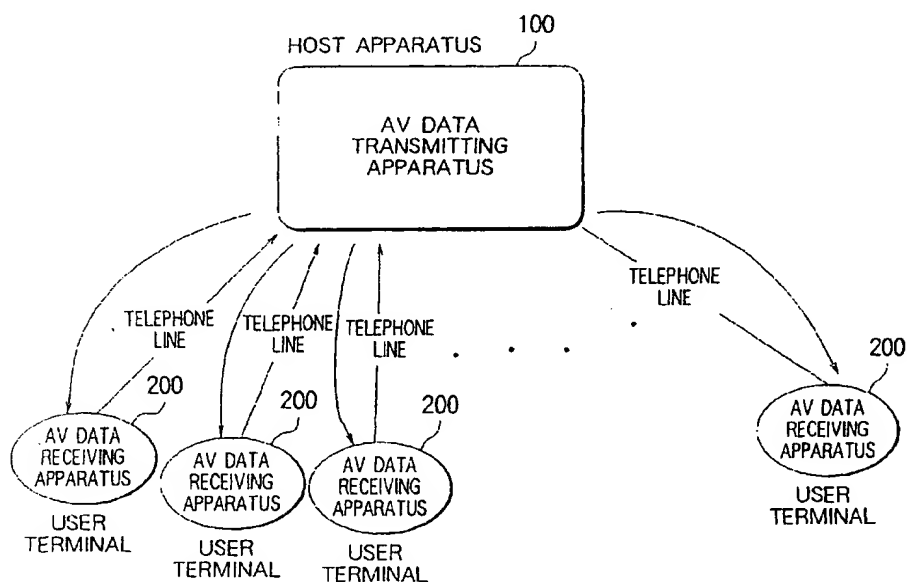 HOST APPARATUS
100
AV DATA
TRANSMITTING
APPARATUS
TELEPHONE
LINE
TELEPHONE
LINE
TELEPHONE
LINE
TELEPHONE
LINE
200
AV DATA
RECEIVING
APPARATUS
USER
TERMINAL
200
AV DATA
RECEIVING
APPARATUS
USER
TERMINAL
200
AV DATA
RECEIVING
APPARATUS
USER
TERMINAL
200
AV DATA
RECEIVING
APPARATUS
USER
TERMINAL